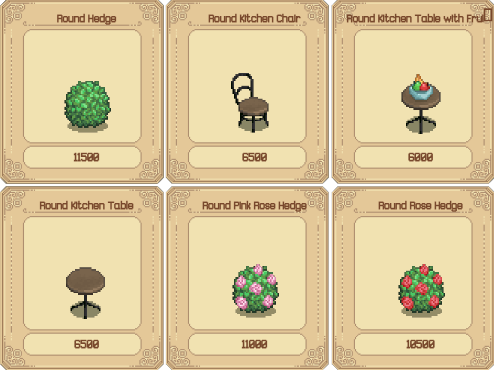 Round Hedge
Round Kitchen Chair
Round Kitchen Table with Frui
11500
6500
6000
Round Kitchen Table
Round Pink Rose Hedge
Round Rose Hedge
6500
11000
10500